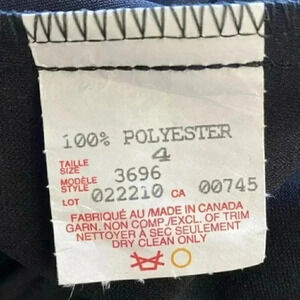 100% POLYESTER
TAILLE
SIZE 4
MODÈLE
STYLE 3696
LOT 022210 CA 00745
FABRIQUÉ AU /MADE IN CANADA
GARN. NON COMP./EXCL. OF TRIM
NETTOYER A SEC SEULEMENT
DRY CLEAN ONLY